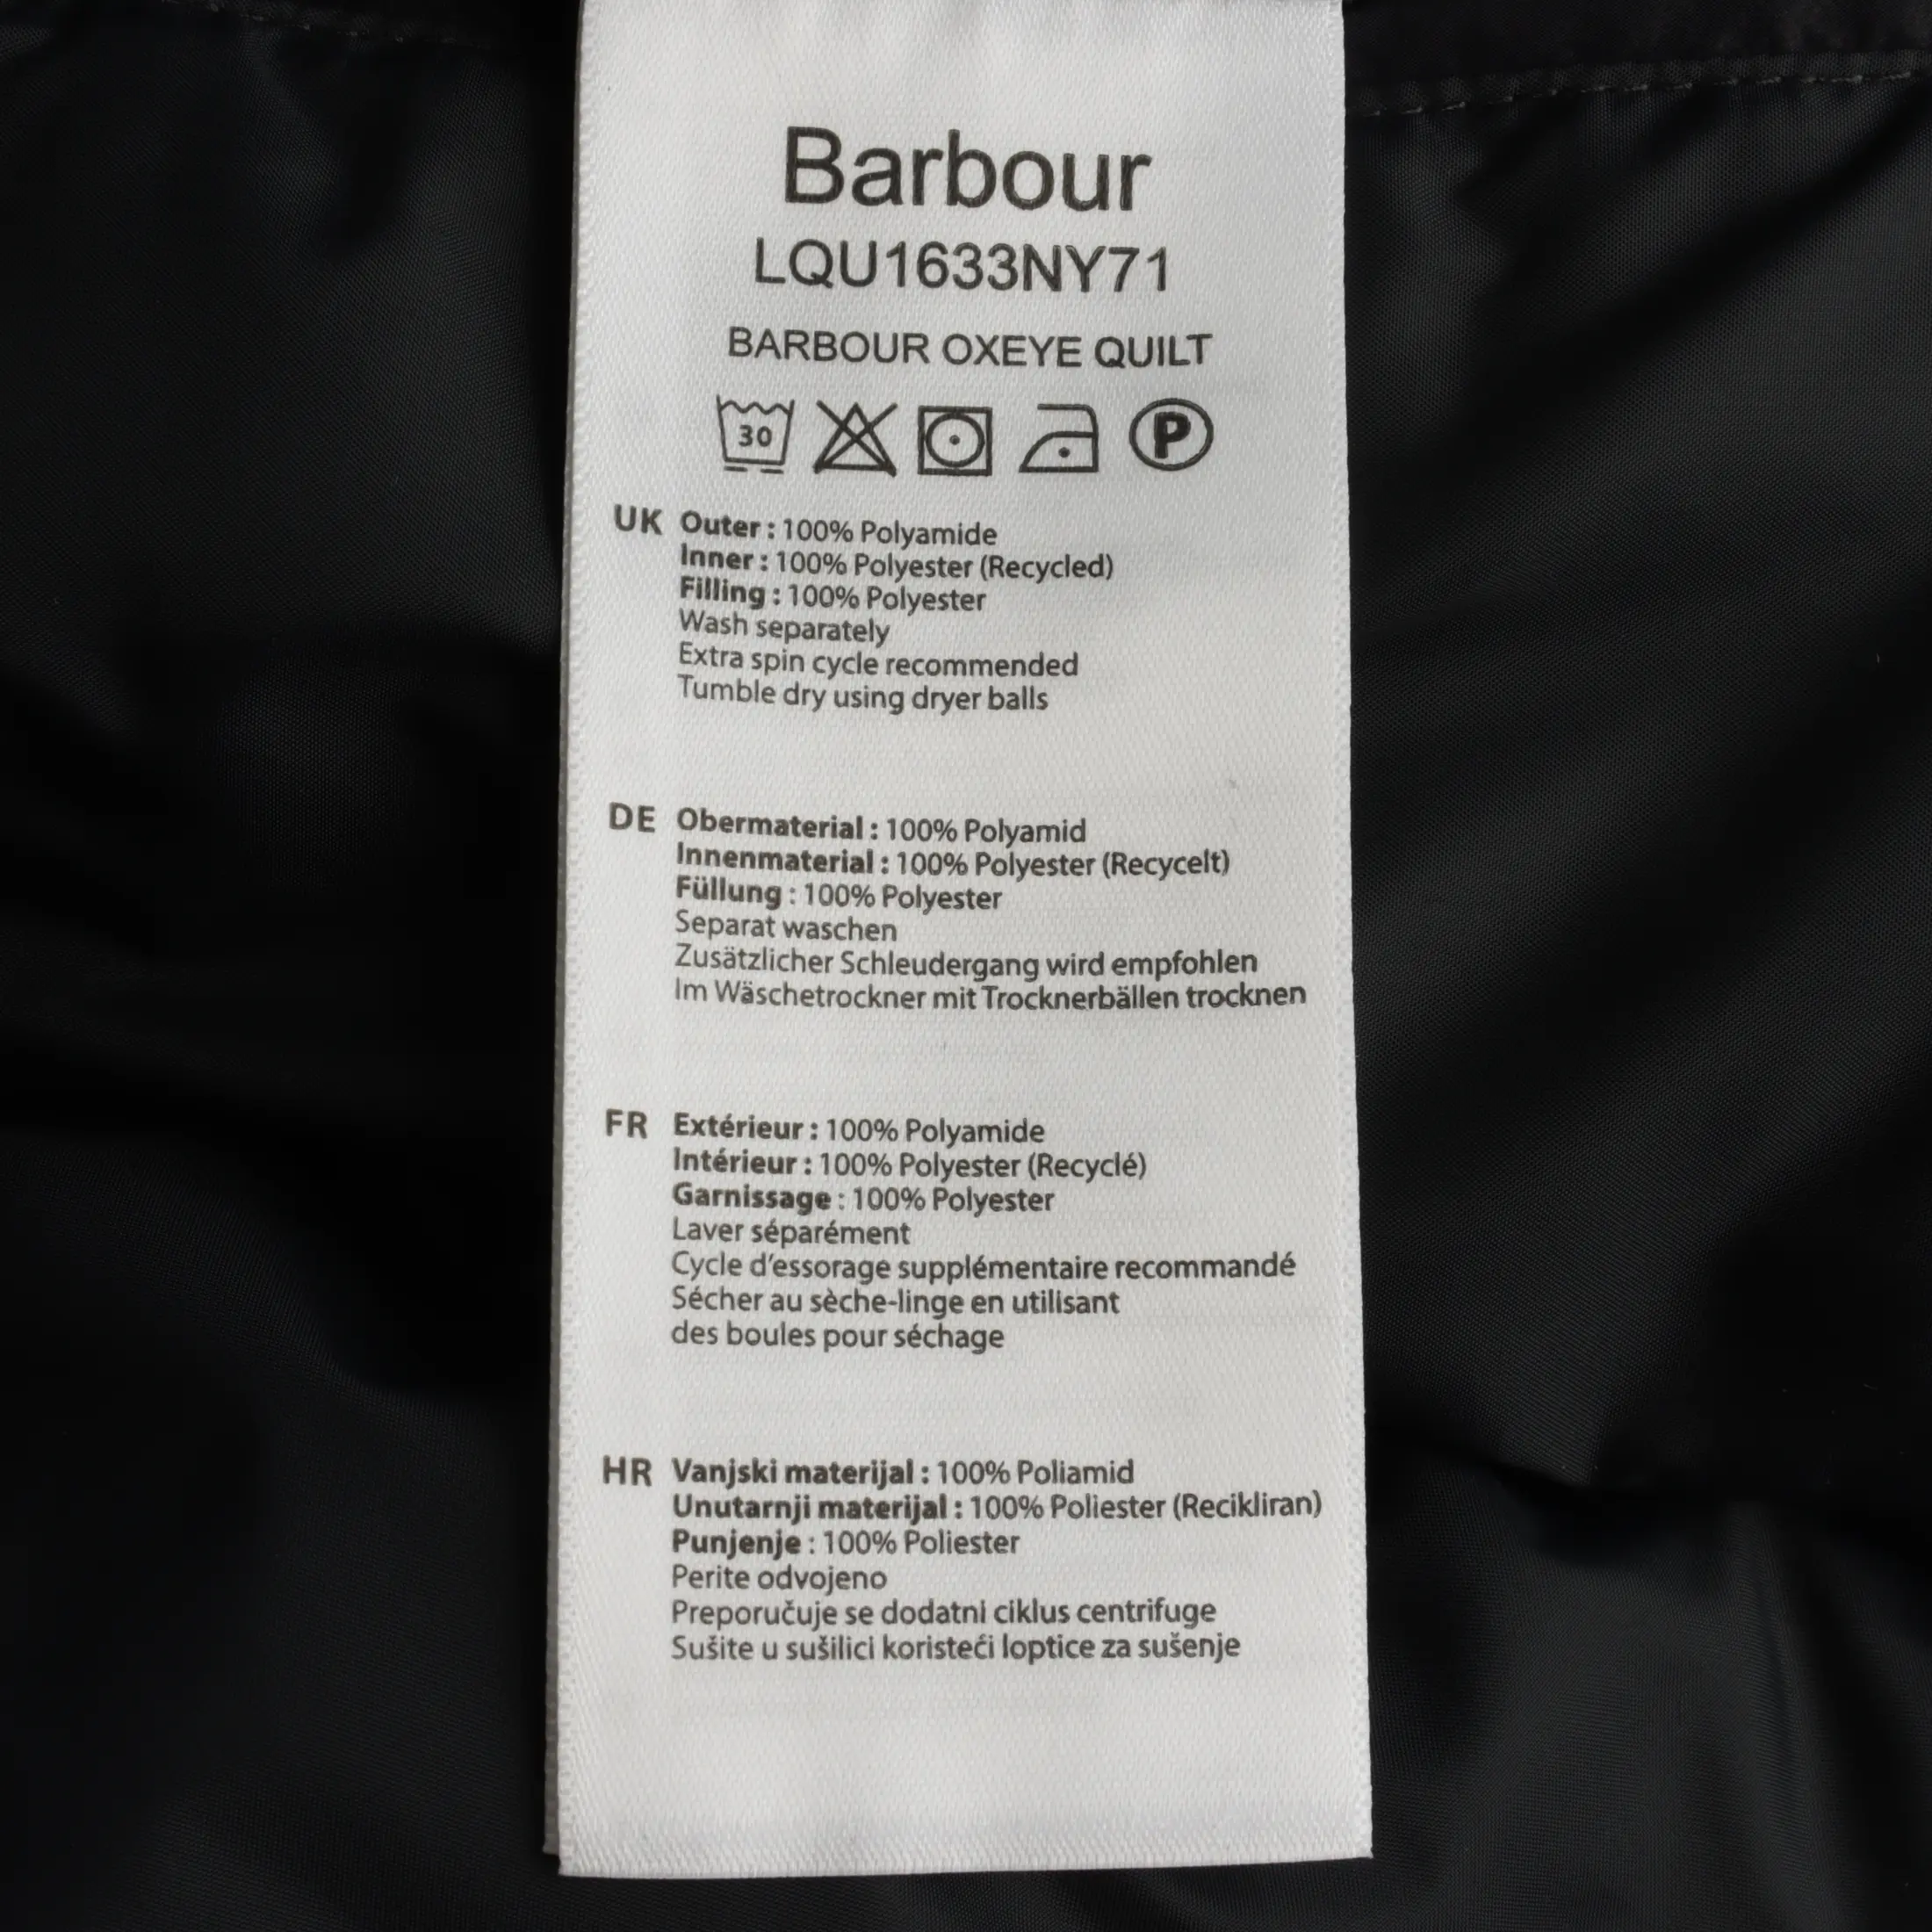 Barbour
LQU1633NY71
BARBOUR OXEYE QUILT
30 P
UK Outer : 100% Polyamide
Inner : 100% Polyester (Recycled)
Filling : 100% Polyester
Wash separately
Extra spin cycle recommended
Tumble dry using dryer balls
DE Obermaterial : 100% Polyamid
Innenmaterial : 100% Polyester (Recycelt)
Füllung : 100% Polyester
Separat waschen
Zusätzlicher Schleudergang wird empfohlen
Im Wäschetrockner mit Trocknerbällen trocknen
FR Extérieur : 100% Polyamide
Intérieur : 100% Polyester (Recyclé)
Garnissage : 100% Polyester
Laver séparément
Cycle d’essorage supplémentaire recommandé
Sécher au sèche-linge en utilisant
des boules pour séchage
HR Vanjski materijal : 100% Poliamid
Unutarnji materijal : 100% Poliester (Recikliran)
Punjenje : 100% Poliester
Perite odvojeno
Preporučuje se dodatni ciklus centrifuge
Sušite u sušilici koristeći loptice za sušenje